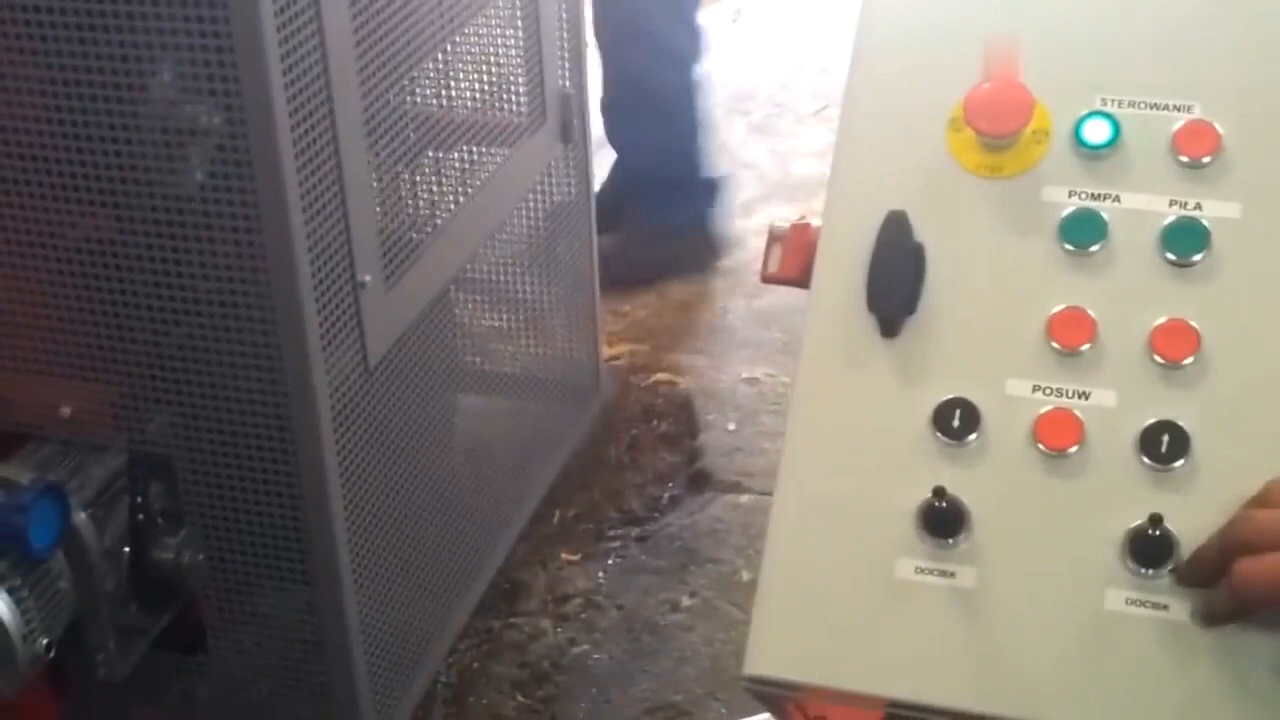 STEROWANIE
POMPA PIŁA
POSUW
DOCISK
DOCISK